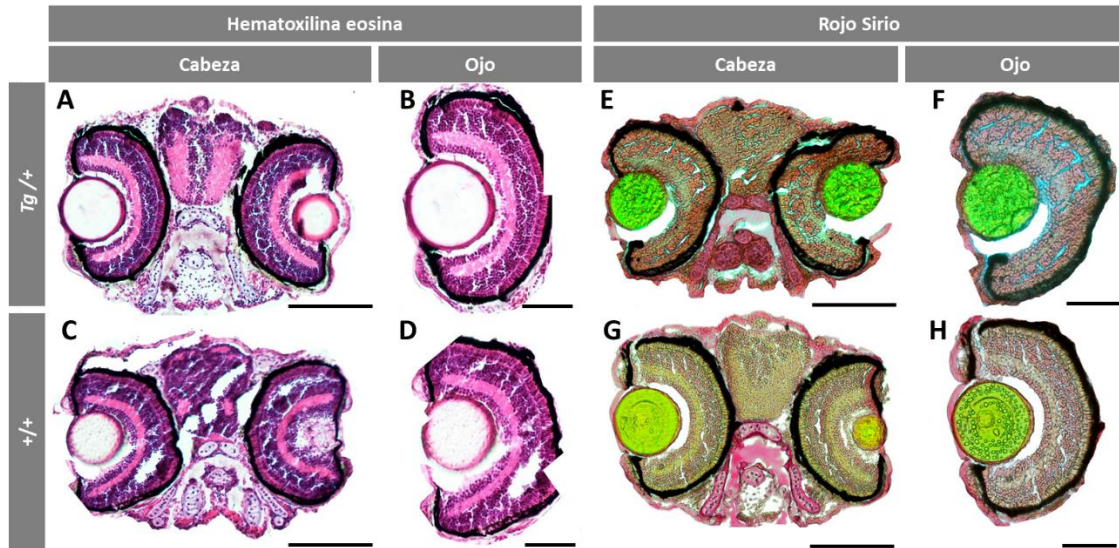 Hematoxilina eosina
Rojo Sirio
Cabeza
Ojo
Cabeza
Ojo
Tg/+
A
B
E
F
+/+
C
D
G
H